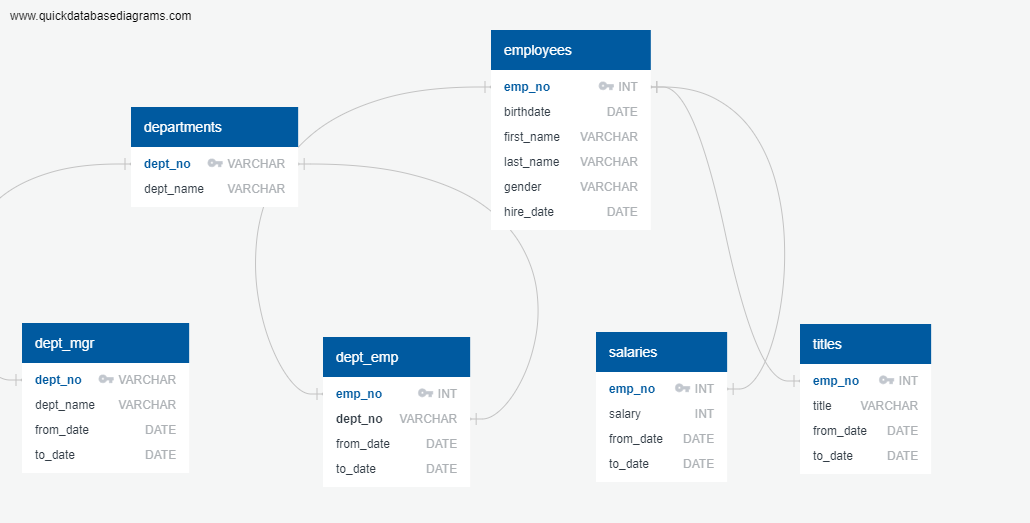 www.quickdatabasediagrams.com
employees
emp_no INT
birthdate DATE
first_name VARCHAR
last_name VARCHAR
gender VARCHAR
hire_date DATE
departments
dept_no VARCHAR
dept_name VARCHAR
dept_mgr
dept_no VARCHAR
dept_name VARCHAR
from_date DATE
to_date DATE
dept_emp
emp_no INT
dept_no VARCHAR
from_date DATE
to_date DATE
salaries
emp_no INT
salary INT
from_date DATE
to_date DATE
titles
emp_no INT
title VARCHAR
from_date DATE
to_date DATE